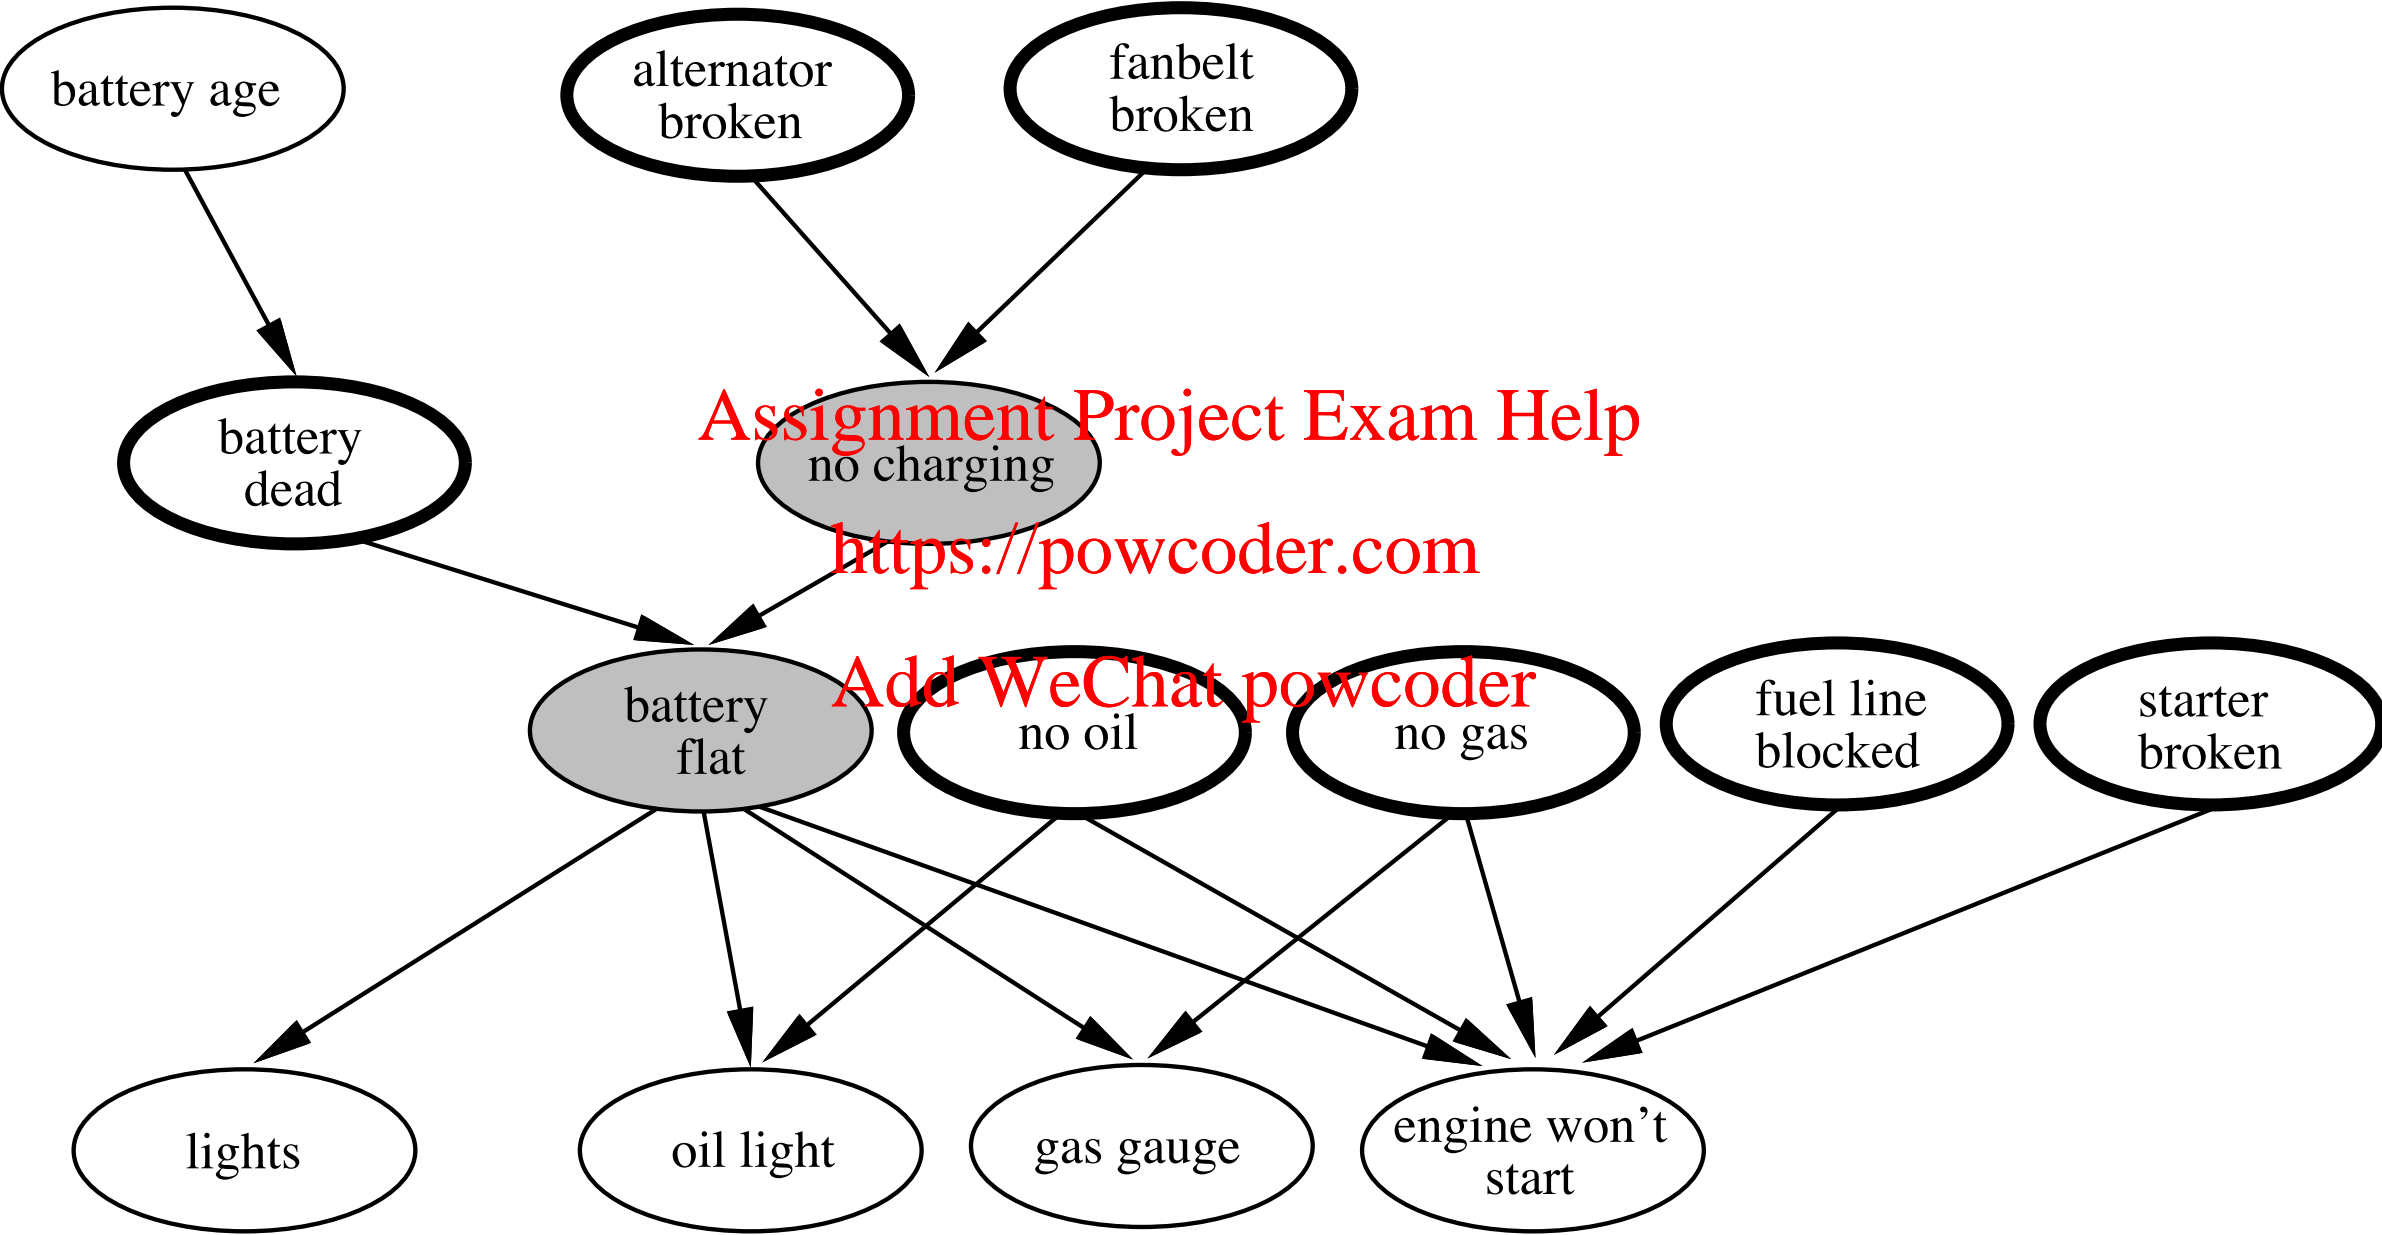 battery age
alternator
broken
fanbelt
broken
battery
dead
Assignment Project Exam Help
no charging
https://powcoder.com
Add WeChat powcoder
battery
flat
no oil
no gas
fuel line
blocked
starter
broken
lights
oil light
gas gauge
engine won't
start